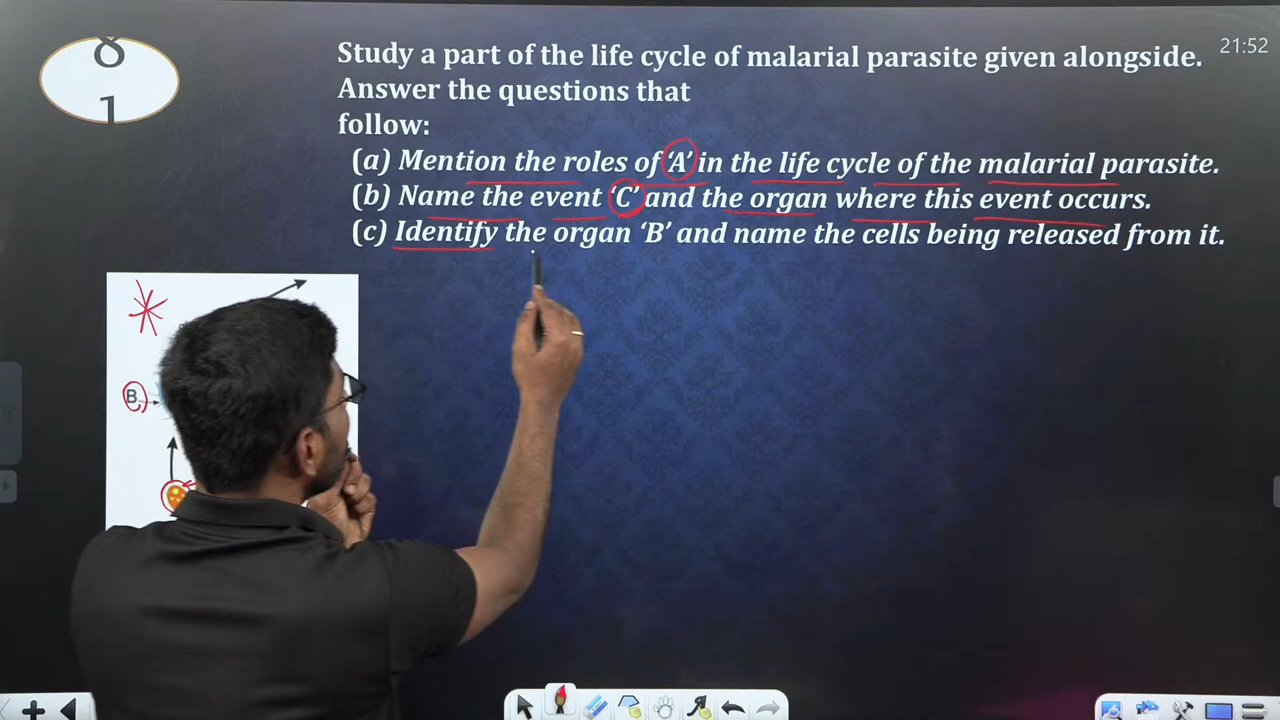 8
1
Study a part of the life cycle of malarial parasite given alongside.
21:52
Answer the questions that
follow:
(a) Mention the roles of 'A' in the life cycle of the malarial parasite.
(b) Name the event 'C' and the organ where this event occurs.
(c) Identify the organ 'B' and name the cells being released from it.
B